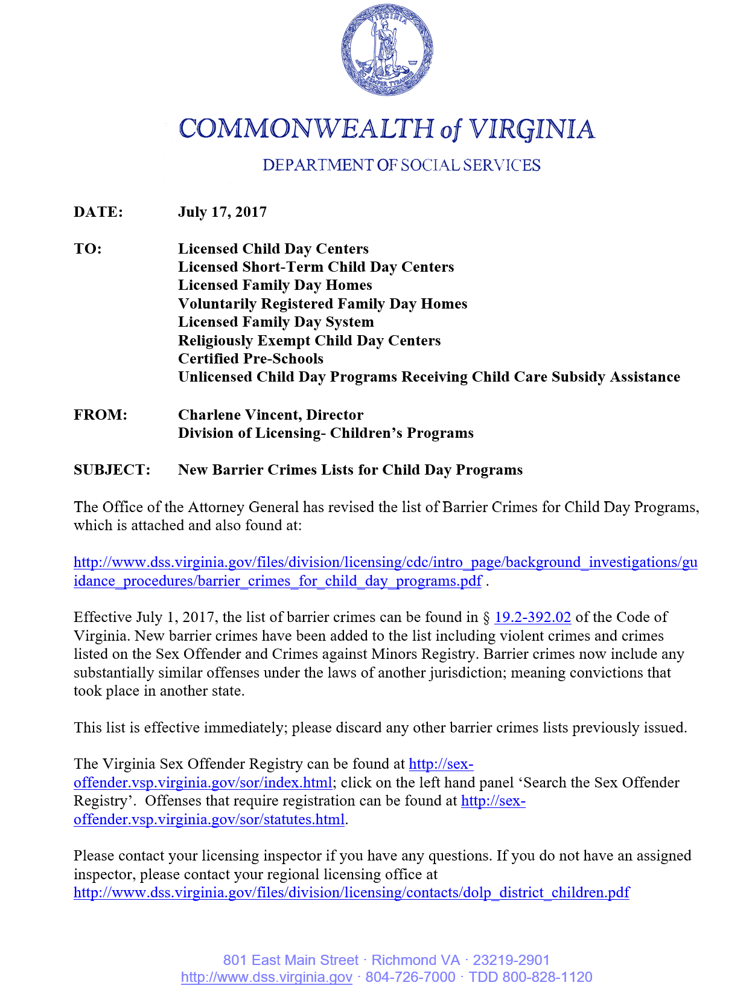 VIRGINIA
SIC SEMPER TYRANNIS
COMMONWEALTH of VIRGINIA
DEPARTMENT OF SOCIAL SERVICES
DATE: July 17, 2017
TO: Licensed Child Day Centers
Licensed Short-Term Child Day Centers
Licensed Family Day Homes
Voluntarily Registered Family Day Homes
Licensed Family Day System
Religiously Exempt Child Day Centers
Certified Pre-Schools
Unlicensed Child Day Programs Receiving Child Care Subsidy Assistance
FROM: Charlene Vincent, Director
Division of Licensing- Children’s Programs
SUBJECT: New Barrier Crimes Lists for Child Day Programs
The Office of the Attorney General has revised the list of Barrier Crimes for Child Day Programs,
which is attached and also found at:
http://www.dss.virginia.gov/files/division/licensing/cdc/intro_page/background_investigations/gu
idance_procedures/barrier_crimes_for_child_day_programs.pdf .
Effective July 1, 2017, the list of barrier crimes can be found in § 19.2-392.02 of the Code of
Virginia. New barrier crimes have been added to the list including violent crimes and crimes
listed on the Sex Offender and Crimes against Minors Registry. Barrier crimes now include any
substantially similar offenses under the laws of another jurisdiction; meaning convictions that
took place in another state.
This list is effective immediately; please discard any other barrier crimes lists previously issued.
The Virginia Sex Offender Registry can be found at http://sex-
offender.vsp.virginia.gov/sor/index.html; click on the left hand panel ‘Search the Sex Offender
Registry’.  Offenses that require registration can be found at http://sex-
offender.vsp.virginia.gov/sor/statutes.html.
Please contact your licensing inspector if you have any questions. If you do not have an assigned
inspector, please contact your regional licensing office at
http://www.dss.virginia.gov/files/division/licensing/contacts/dolp_district_children.pdf
801 East Main Street · Richmond VA · 23219-2901
http://www.dss.virginia.gov · 804-726-7000 · TDD 800-828-1120